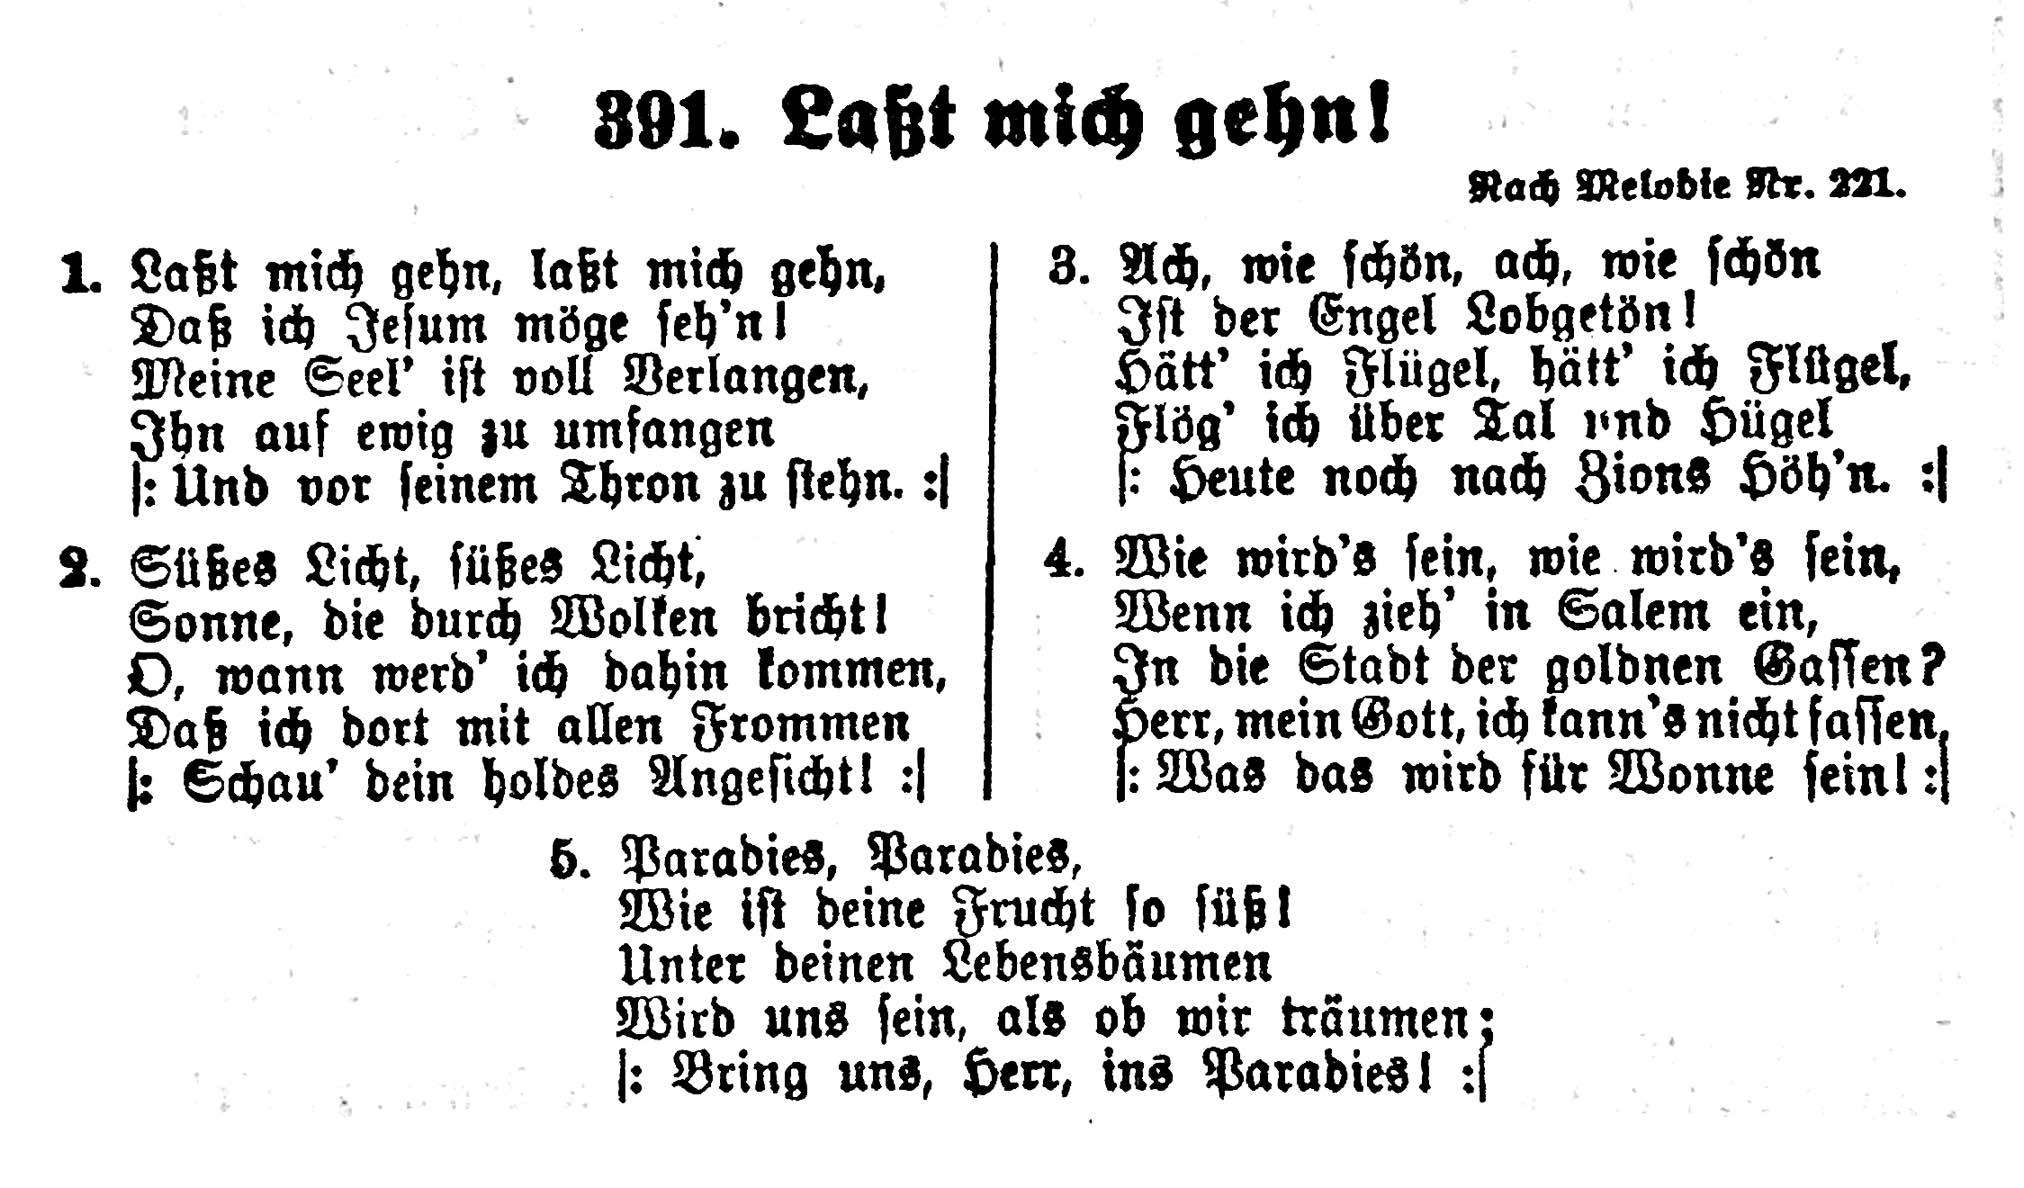 391. Laßt mich gehn!
Nach Melodie Nr. 221.
1. Laßt mich gehn, laßt mich gehn,
Daß ich Jesum möge seh'n!
Meine Seel' ist voll Verlangen,
Ihn auf ewig zu umfangen
|: Und vor seinem Thron zu stehn. :|
2. Süßes Licht, süßes Licht,
Sonne, die durch Wolken bricht!
O, wann werd' ich dahin kommen,
Daß ich dort mit allen Frommen
|: Schau' dein holdes Angesicht! :|
3. Ach, wie schön, ach, wie schön
Ist der Engel Lobgetön!
Hätt' ich Flügel, hätt' ich Flügel,
Flög' ich über Tal und Hügel
|: Heute noch nach Zions Höh'n. :|
4. Wie wird's sein, wie wird's sein,
Wenn ich zieh' in Salem ein,
In die Stadt der goldnen Gassen?
Herr, mein Gott, ich kann's nicht fassen,
|: Was das wird für Wonne sein! :|
5. Paradies, Paradies,
Wie ist deine Frucht so süß!
Unter deinen Lebensbäumen
Wird uns sein, als ob wir träumen;
|: Bring uns, Herr, ins Paradies! :|